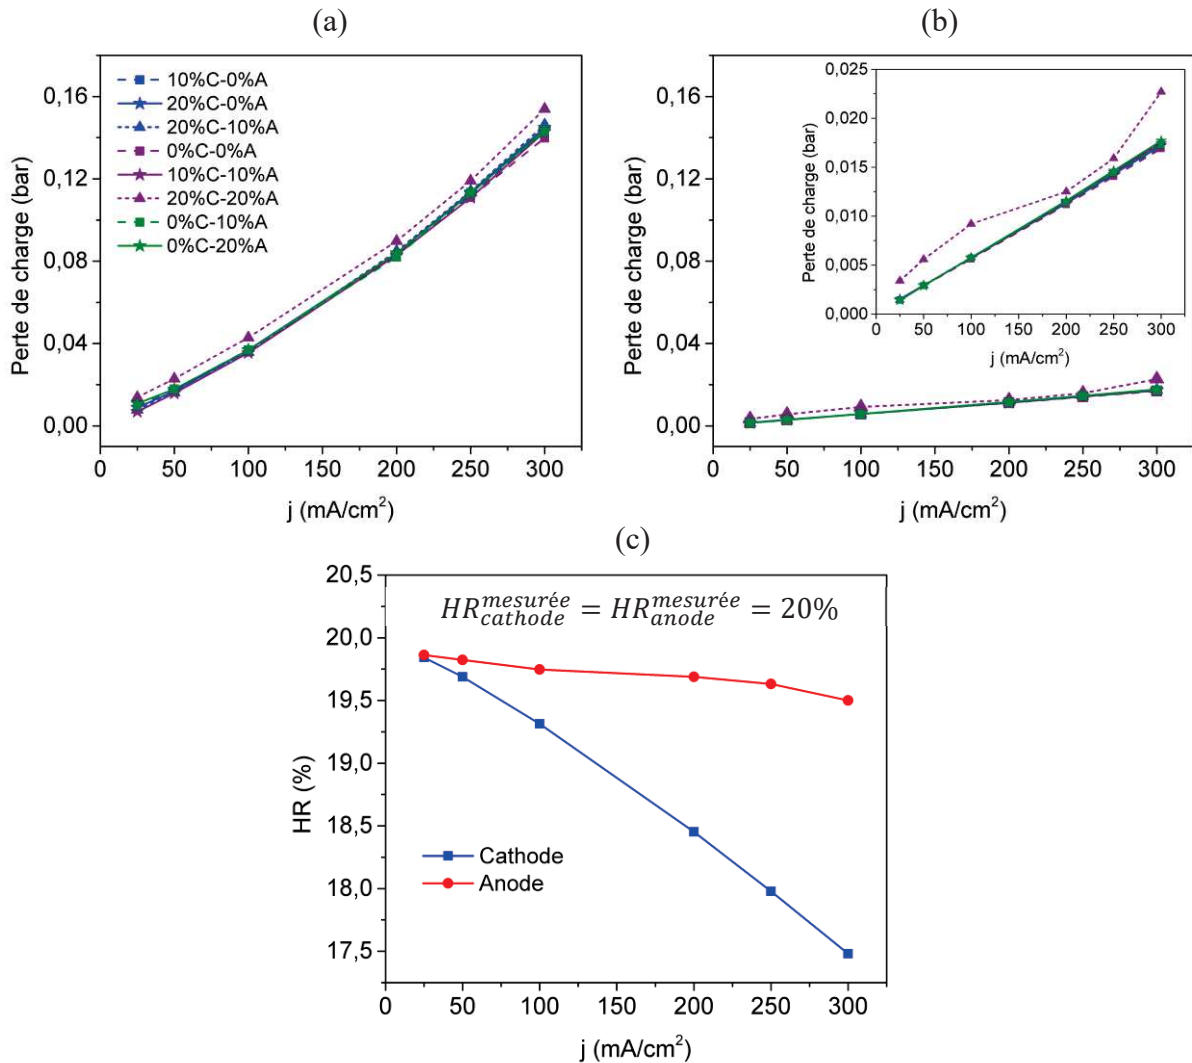 (a)
(b)
10%C-0%A
20%C-0%A
20%C-10%A
0%C-0%A
10%C-10%A
20%C-20%A
0%C-10%A
0%C-20%A
0,16
0,12
0,08
0,04
0,00
Perte de charge (bar)
0 50 100 150 200 250 300
j (mA/cm²)
0,16
0,12
0,08
0,04
0,00
Perte de charge (bar)
0 50 100 150 200 250 300
j (mA/cm²)
0,025
0,020
0,015
0,010
0,005
0,000
Perte de charge (bar)
0 50 100 150 200 250 300
j (mA/cm²)
(c)
HR_{cathode}^{mesurée} = HR_{anode}^{mesurée} = 20%
20,5
20,0
19,5
19,0
18,5
18,0
17,5
HR (%)
Cathode
Anode
0 50 100 150 200 250 300
j (mA/cm²)